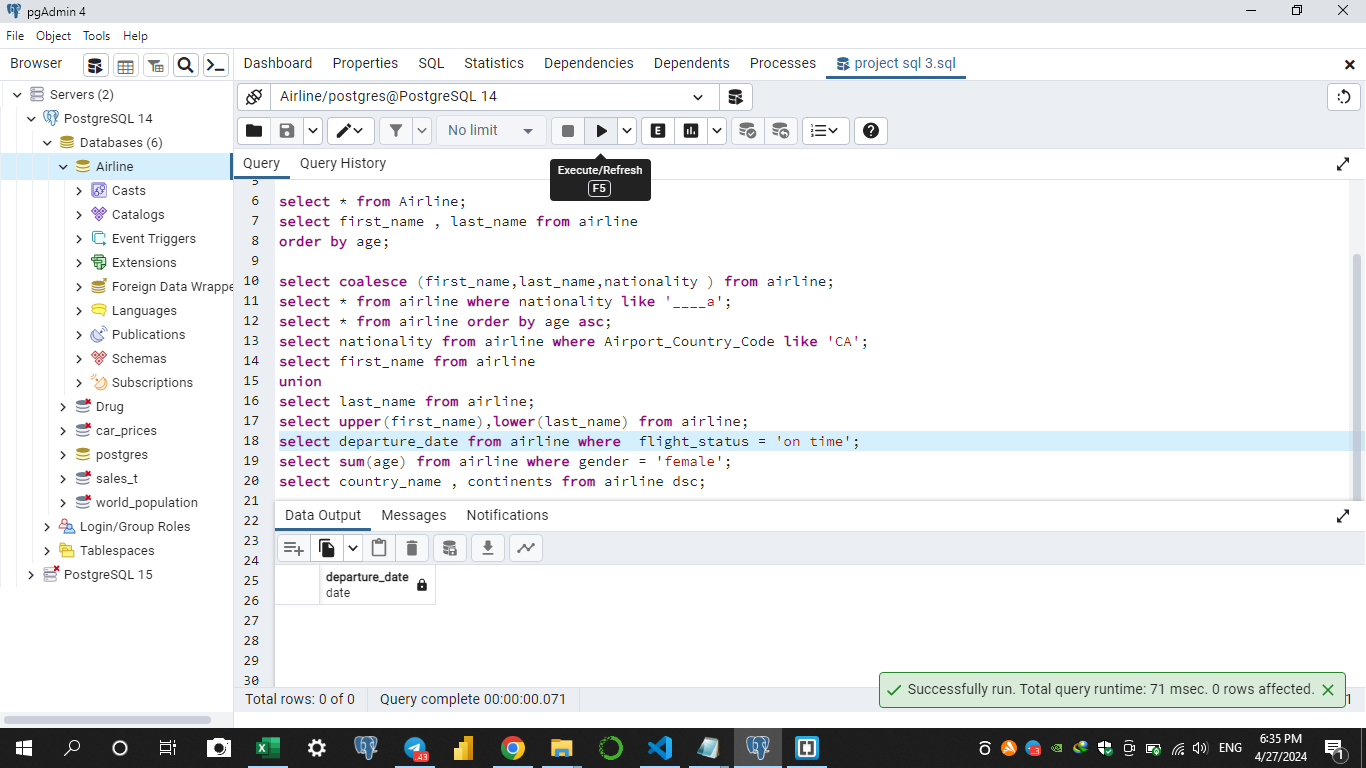 pgAdmin 4
File Object Tools Help
Browser
Dashboard Properties SQL Statistics Dependencies Dependents Processes project sql 3.sql
Servers (2)
PostgreSQL 14
Databases (6)
Airline
Casts
Catalogs
Event Triggers
Extensions
Foreign Data Wrappe
Languages
Publications
Schemas
Subscriptions
Drug
car_prices
postgres
sales_t
world_population
Login/Group Roles
Tablespaces
PostgreSQL 15
Airline/postgres@PostgreSQL 14
No limit
E
Query Query History
Execute/Refresh
F5
5
6 select * from Airline;
7 select first_name , last_name from airline
8 order by age;
9
10 select coalesce (first_name,last_name,nationality ) from airline;
11 select * from airline where nationality like '____a';
12 select * from airline order by age asc;
13 select nationality from airline where Airport_Country_Code like 'CA';
14 select first_name from airline
15 union
16 select last_name from airline;
17 select upper(first_name),lower(last_name) from airline;
18 select departure_date from airline where  flight_status = 'on time';
19 select sum(age) from airline where gender = 'female';
20 select country_name , continents from airline dsc;
21
22
23
24
25
26
27
28
29
30
Data Output Messages Notifications
departure_date
date
Successfully run. Total query runtime: 71 msec. 0 rows affected.
Total rows: 0 of 0 Query complete 00:00:00.071
1
43
ENG
6:35 PM
4/27/2024
1